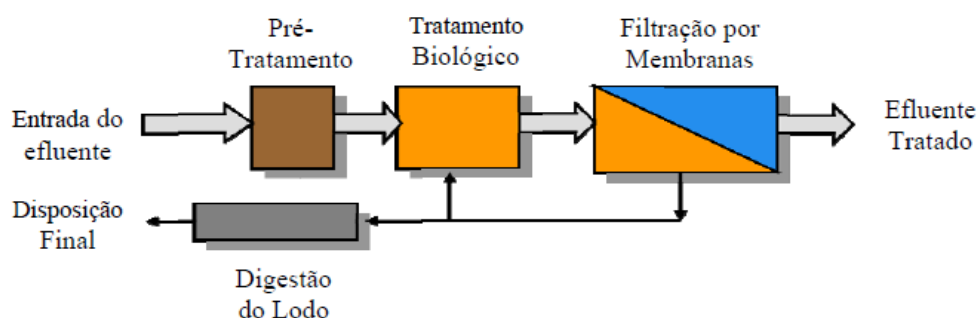 Pré-
Tratamento
Tratamento
Biológico
Filtração por
Membranas
Entrada do
efluente
Efluente
Tratado
Disposição
Final
Digestão
do Lodo